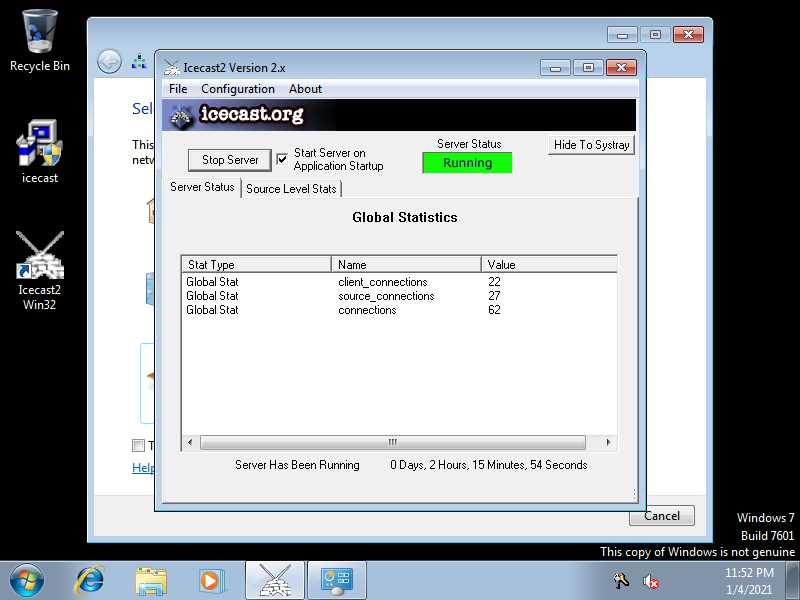 Recycle Bin
icecast
Icecast2
Win32
Sel
This
netw
T
Help
Cancel
Icecast2 Version 2.x
File Configuration About
icecast.org
Stop Server
Start Server on
Application Startup
Server Status
Running
Hide To Systray
Server Status
Source Level Stats
Global Statistics
Stat Type Name Value
Global Stat client_connections 22
Global Stat source_connections 27
Global Stat connections 62
Server Has Been Running 0 Days, 2 Hours, 15 Minutes, 54 Seconds
Windows 7
Build 7601
This copy of Windows is not genuine
11:52 PM
1/4/2021